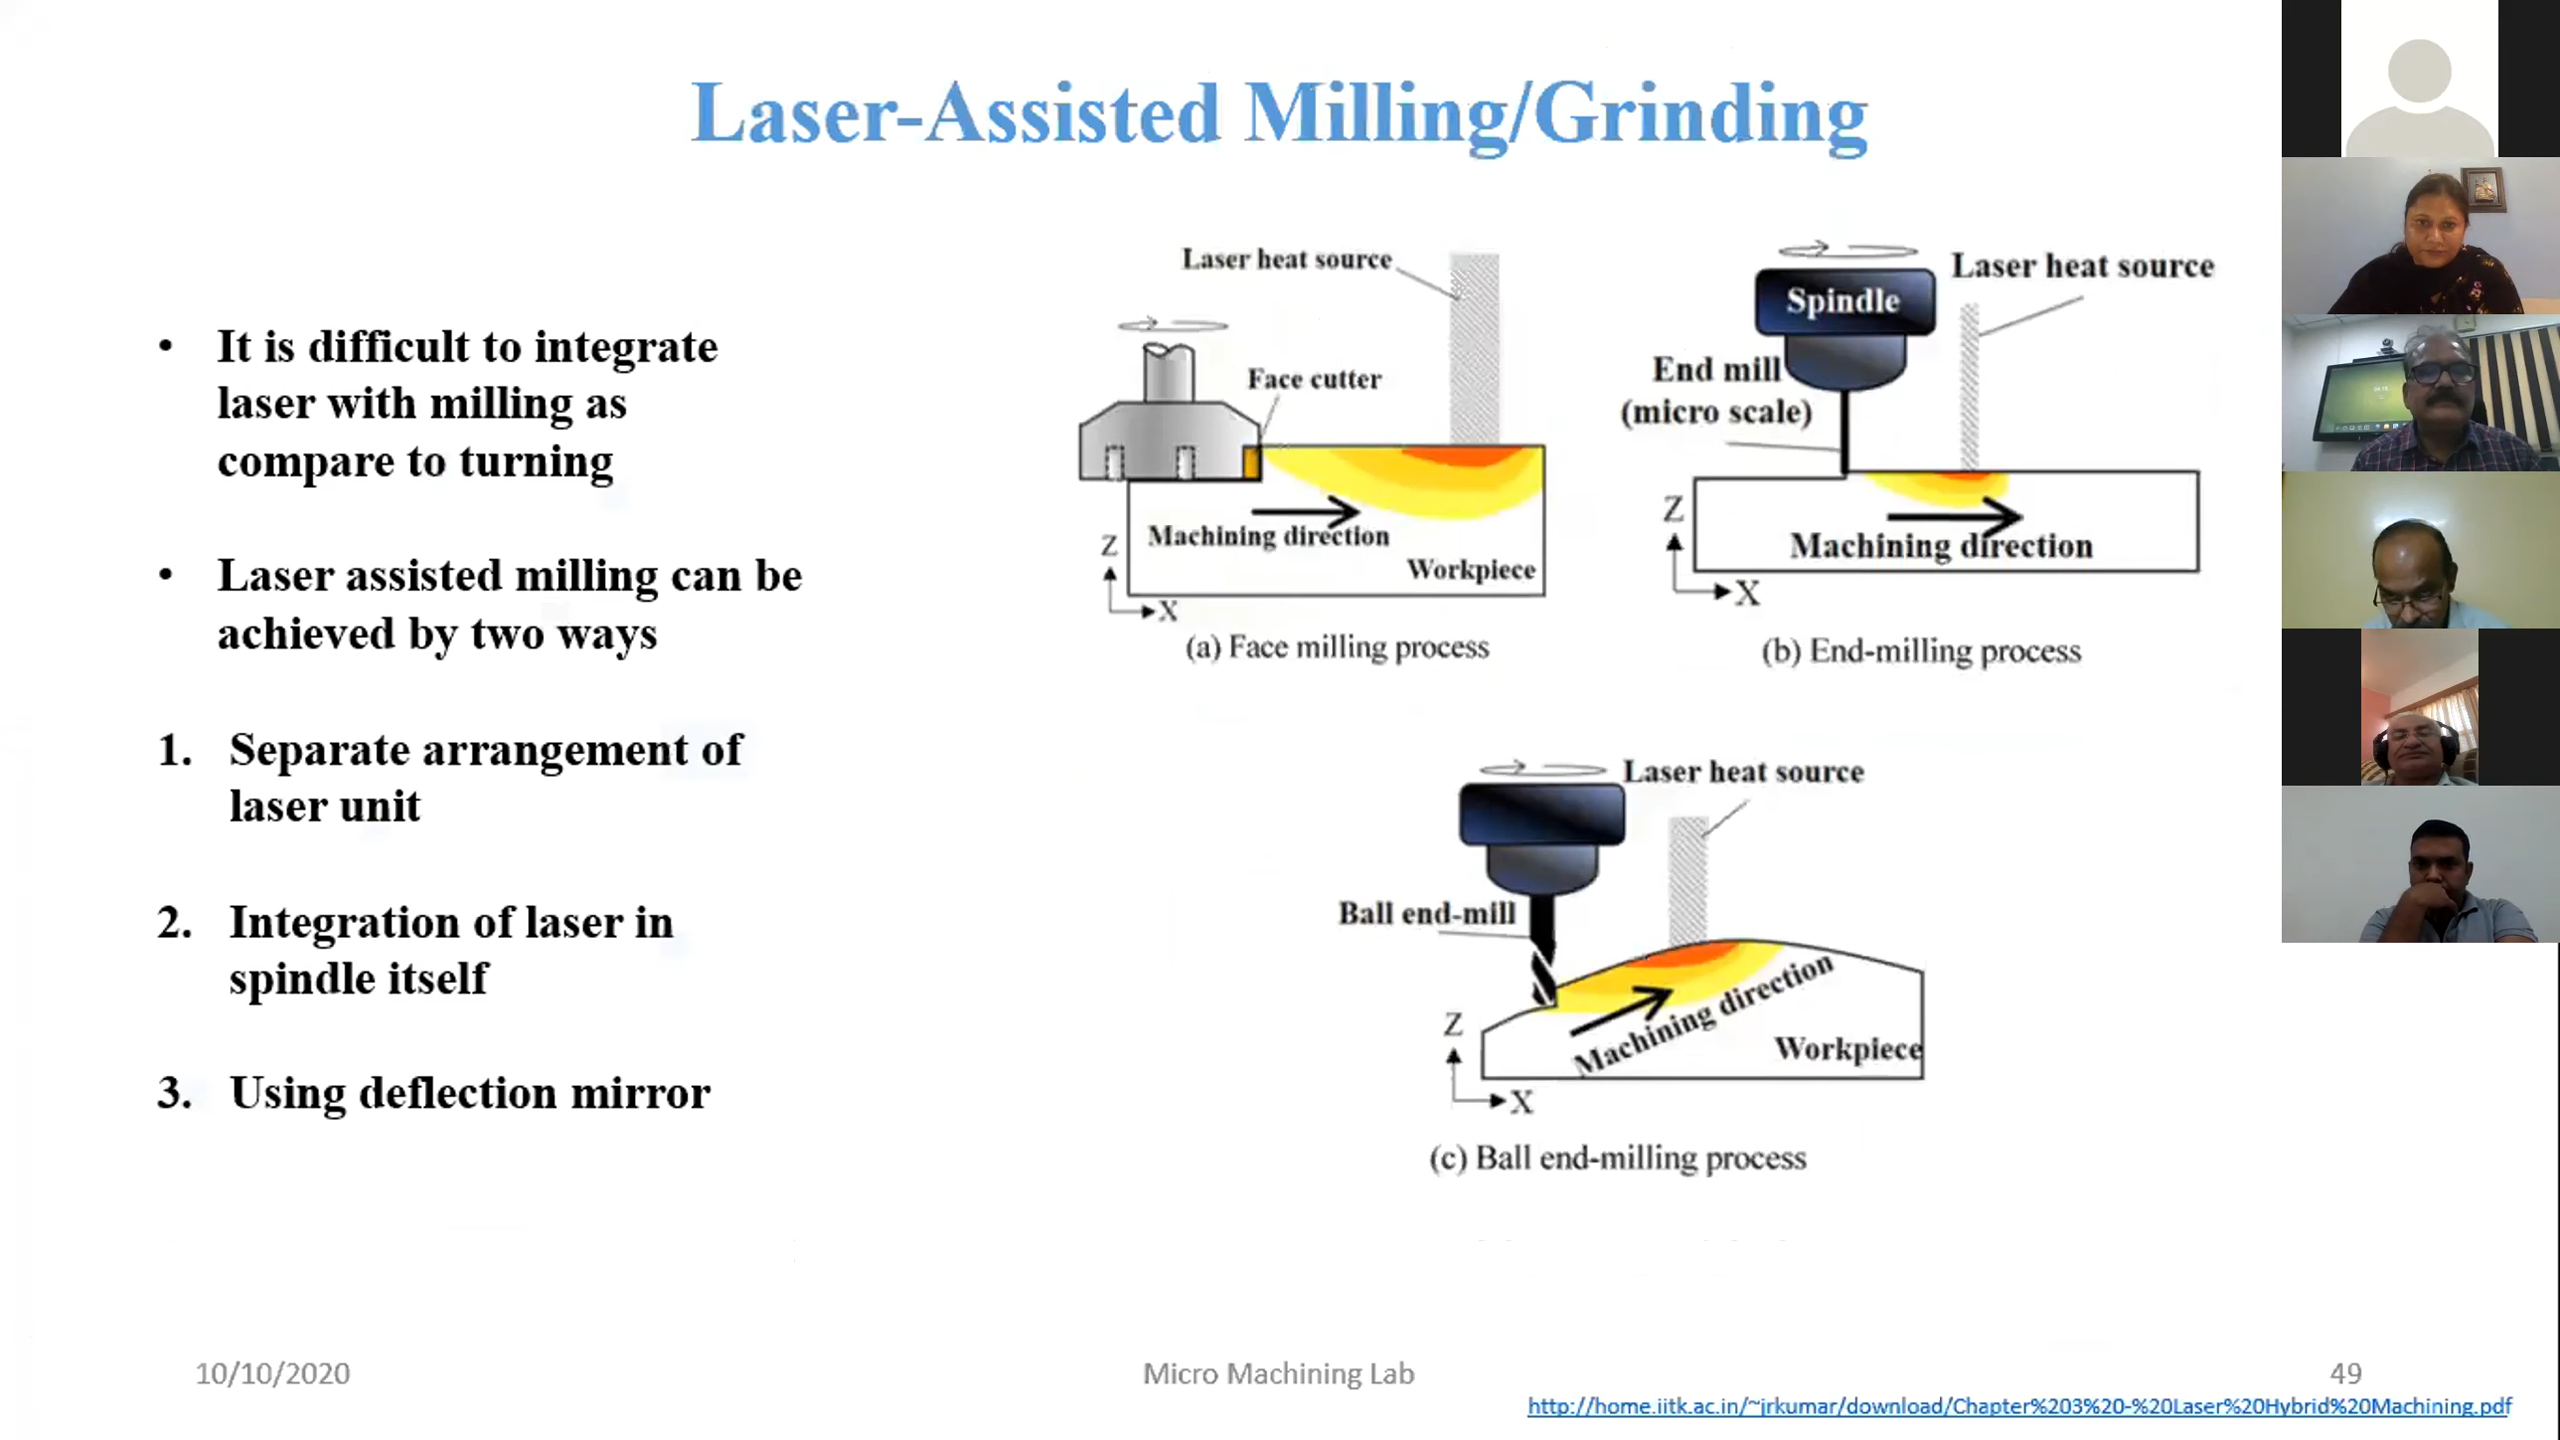 Laser-Assisted Milling/Grinding
• It is difficult to integrate
laser with milling as
compare to turning
• Laser assisted milling can be
achieved by two ways
1. Separate arrangement of
laser unit
2. Integration of laser in
spindle itself
3. Using deflection mirror
Laser heat source
Face cutter
Machining direction
Workpiece
Z
X
(a) Face milling process
Laser heat source
Spindle
End mill
(micro scale)
Z
Machining direction
X
(b) End-milling process
Laser heat source
Ball end-mill
Machining direction
Z
Workpiece
X
(c) Ball end-milling process
10/10/2020
Micro Machining Lab
49
http://home.iitk.ac.in/~jrkumar/download/Chapter%203%20-%20Laser%20Hybrid%20Machining.pdf